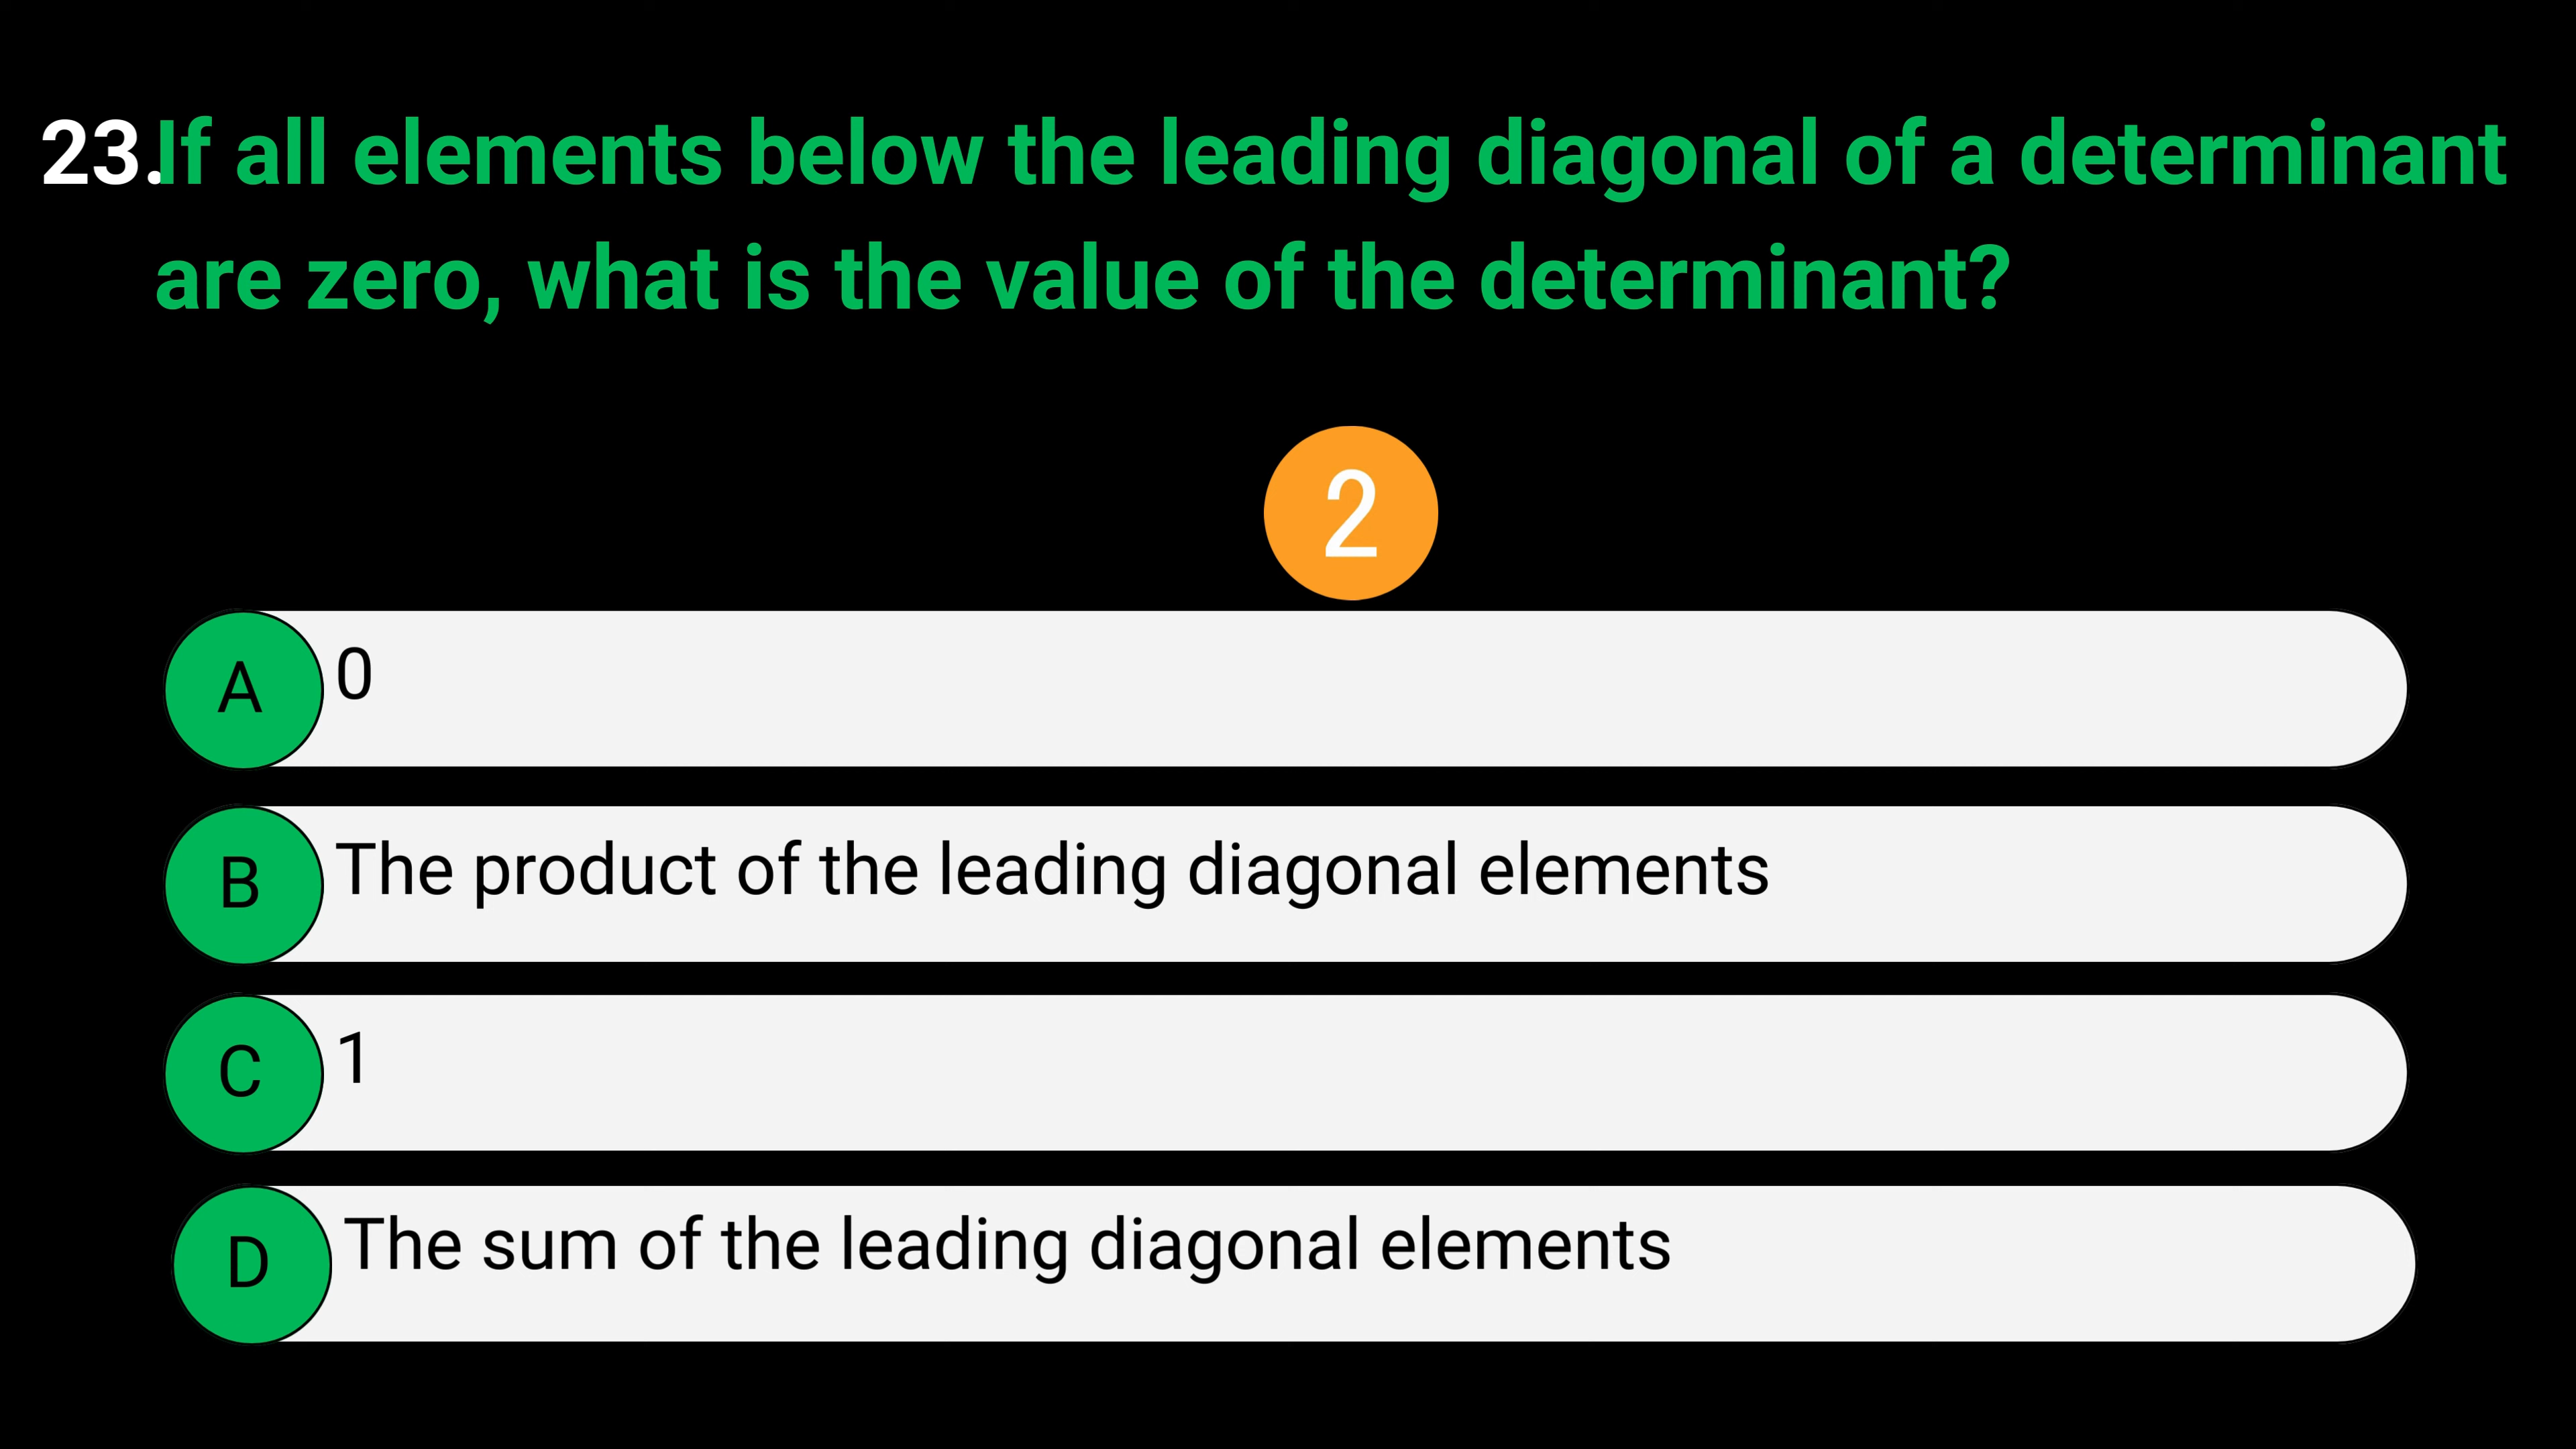 23.If all elements below the leading diagonal of a determinant
are zero, what is the value of the determinant?
2
A 0
B The product of the leading diagonal elements
C 1
D The sum of the leading diagonal elements